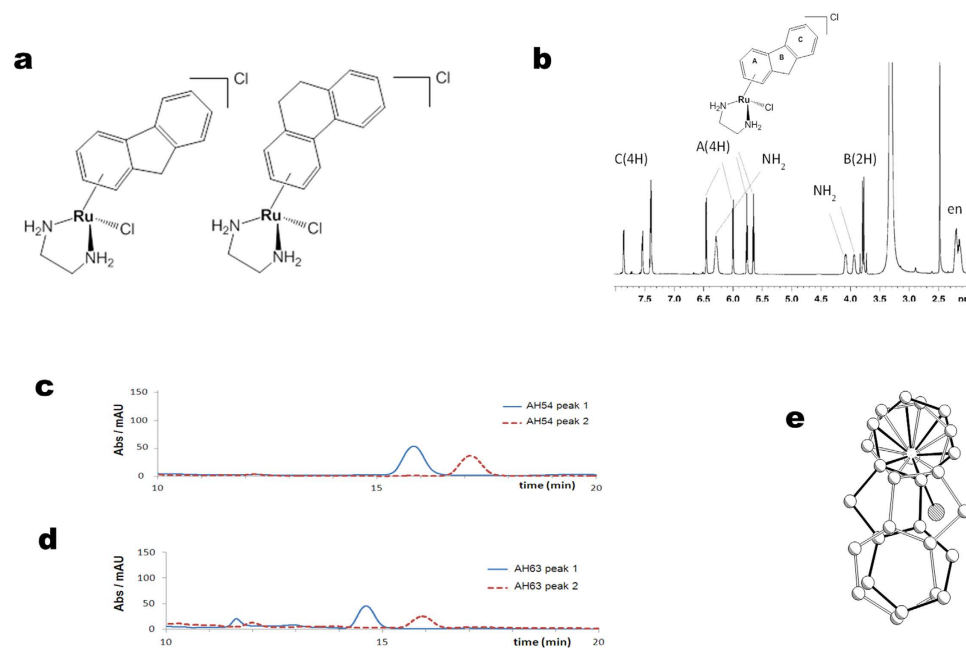 a
Cl
Ru
Cl
H₂N
NH₂
Cl
Ru
Cl
H₂N
NH₂
b
Cl
C
B
A
Ru
Cl
H₂N
NH₂
C(4H)
A(4H)
NH₂
B(2H)
NH₂
en
7.5 7.0 6.5 6.0 5.5 5.0 4.5 4.0 3.5 3.0 2.5
c
Abs / mAU
150
100
50
0
AH54 peak 1
AH54 peak 2
time (min)
10 15 20
d
Abs / mAU
150
100
50
0
AH63 peak 1
AH63 peak 2
time (min)
10 15 20
e